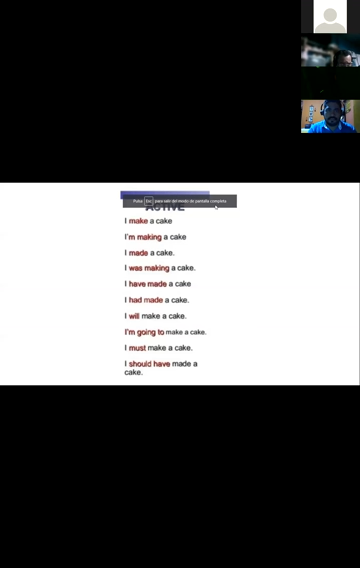 Pulsa Esc para salir del modo de pantalla completa
ACTIVE
I make a cake
I'm making a cake
I made a cake.
I was making a cake.
I have made a cake
I had made a cake.
I will make a cake.
I'm going to make a cake.
I must make a cake.
I should have made a
cake.